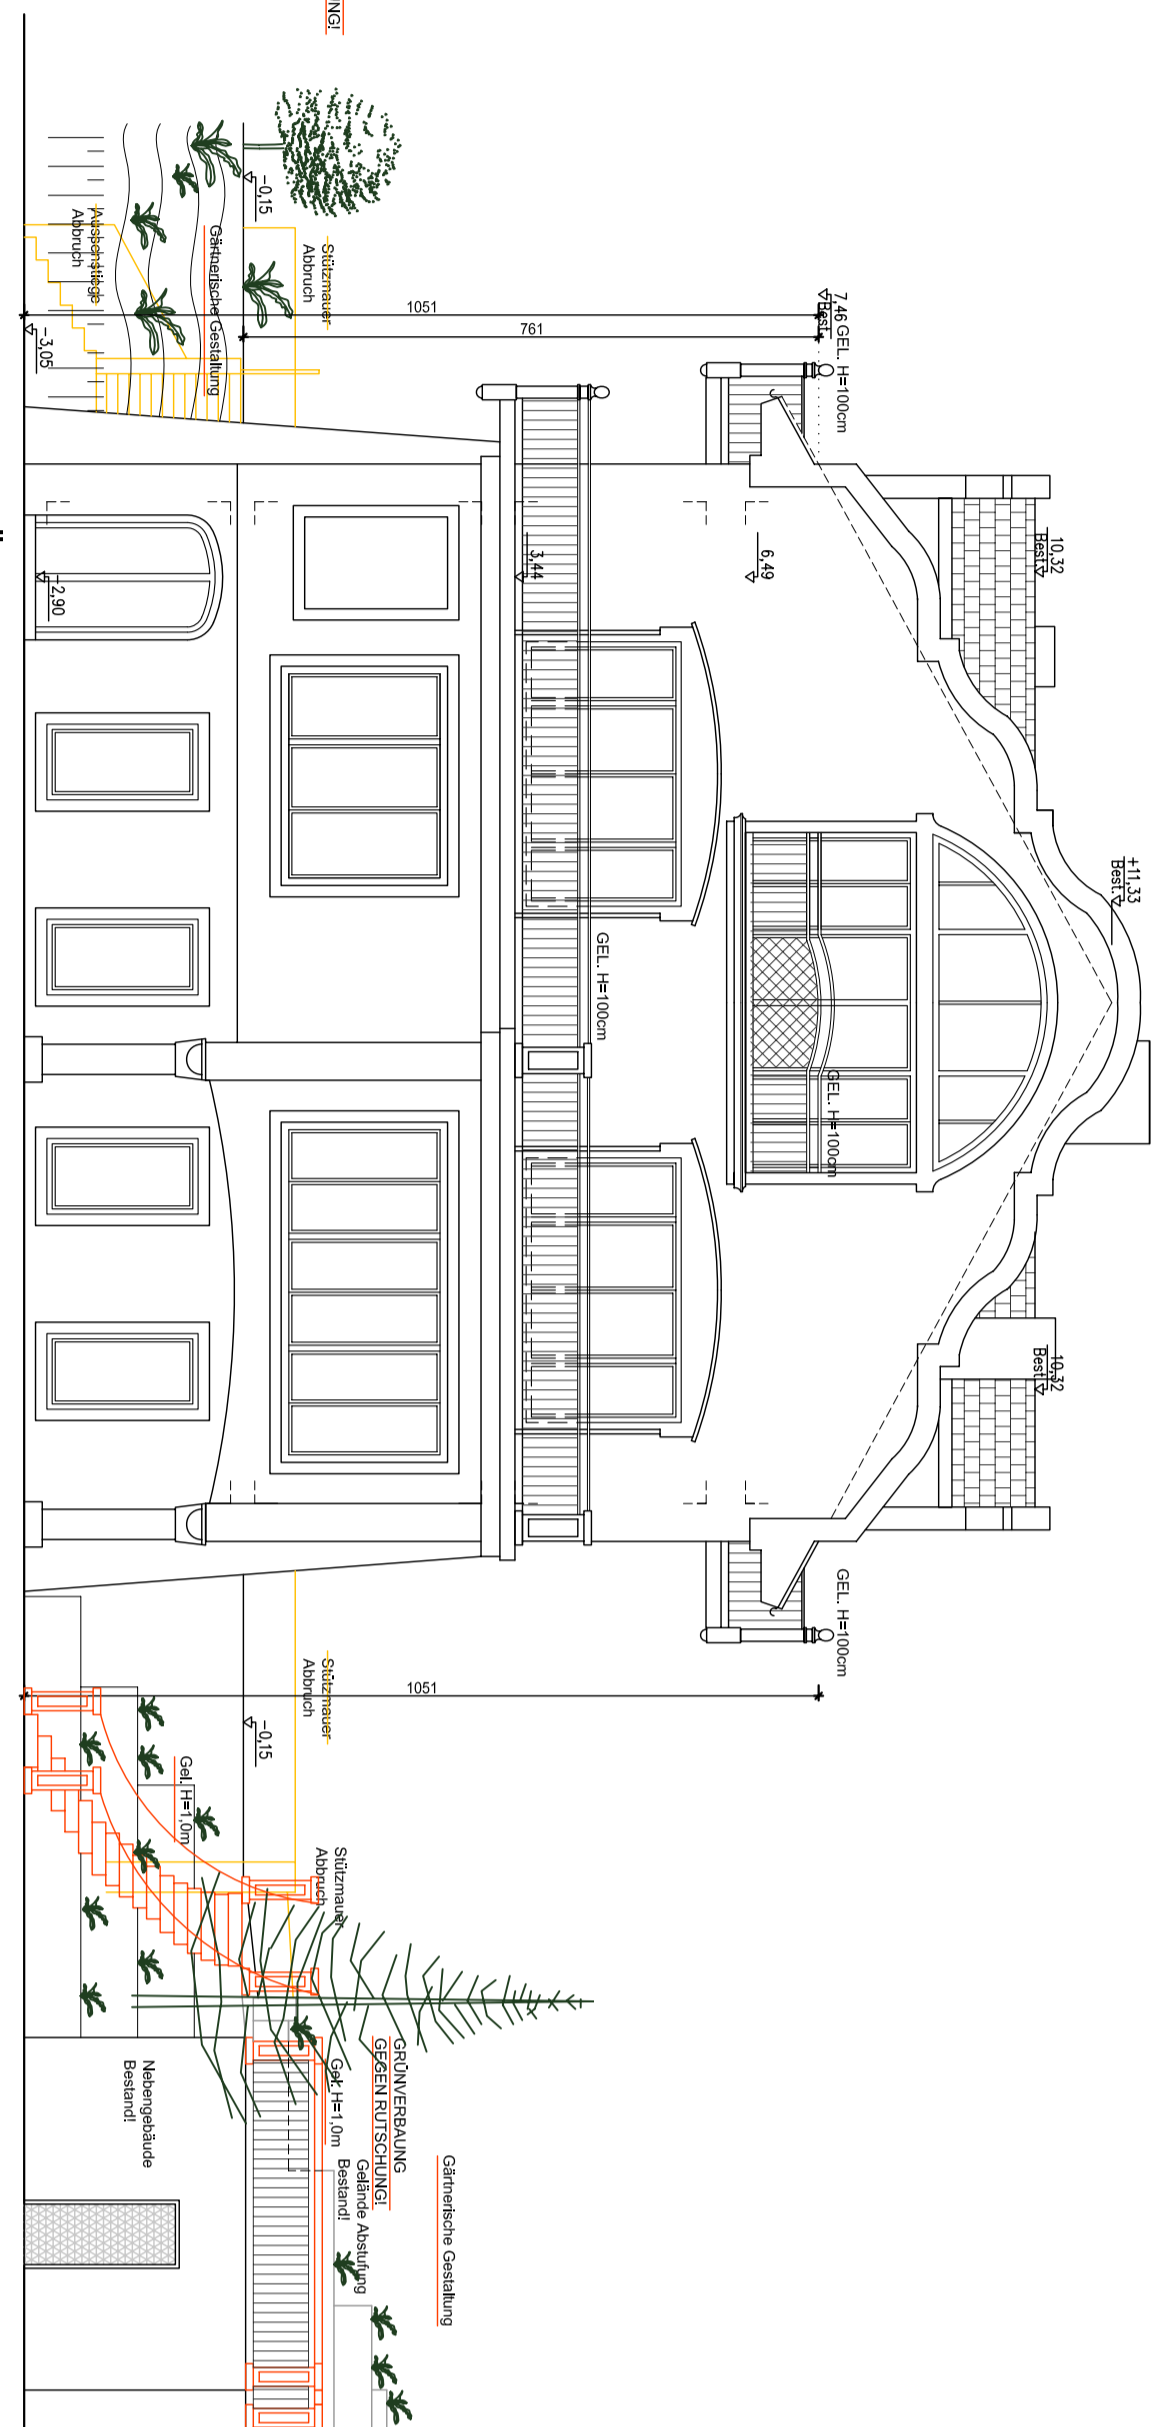 UNG!
-0,15
Stützmauer
Abbruch
Gärtnerische Gestaltung
Aussenstiege
Abbruch
-3,05
1051
761
7,46
Best.
GEL. H=100cm
10,32
Best.
6,49
3,44
-2,90
+11,33
Best.
GEL. H=100cm
GEL. H=100cm
10,32
Best.
GEL. H=100cm
Stützmauer
Abbruch
1051
-0,15
Gel. H=1,0m
Stützmauer
Abbruch
GRÜNVERBAUNG
GEGEN RUTSCHUNG!
Gel. H=1,0m
Gärtnerische Gestaltung
Gelände Abstufung
Bestand!
Nebengebäude
Bestand!